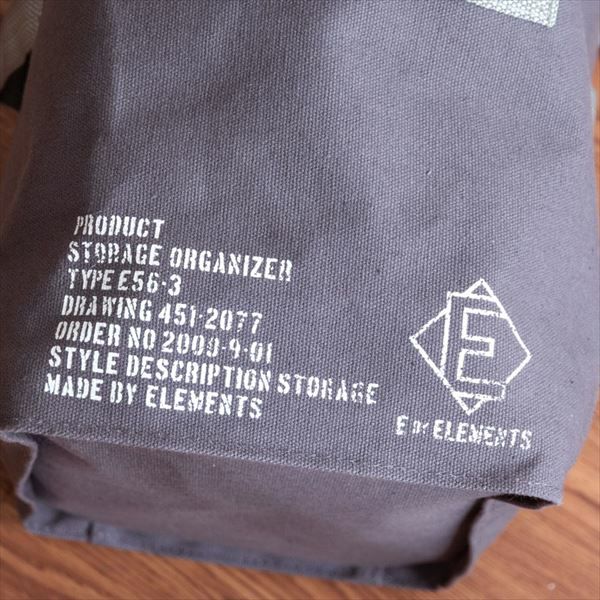 PRODUCT
STORAGE ORGANIZER
TYPE E56-3
DRAWING 451-2077
ORDER NO 2009-9-01
STYLE DESCRIPTION STORAGE
MADE BY ELEMENTS
E
E BY ELEMENTS